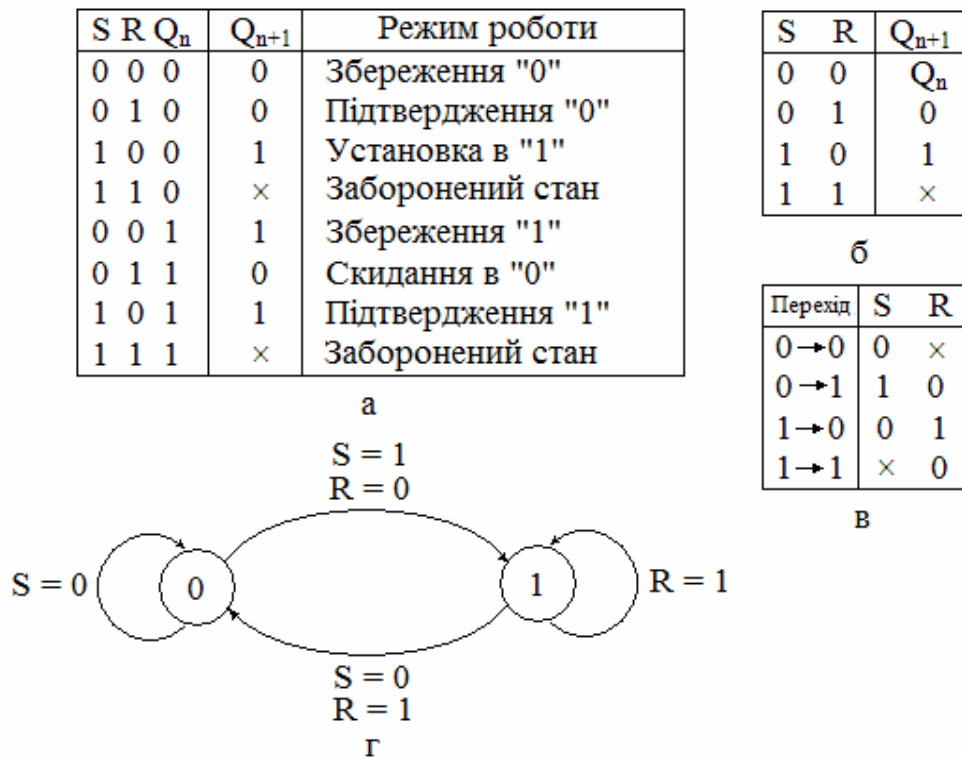 S R Qn Qn+1 Режим роботи
0 0 0 0 Збереження "0"
0 1 0 0 Підтвердження "0"
1 0 0 1 Установка в "1"
1 1 0 × Заборонений стан
0 0 1 1 Збереження "1"
0 1 1 0 Скидання в "0"
1 0 1 1 Підтвердження "1"
1 1 1 × Заборонений стан
а
S R Qn+1
0 0 Qn
0 1 0
1 0 1
1 1 ×
б
Перехід S R
0→0 0 ×
0→1 1 0
1→0 0 1
1→1 × 0
в
S = 1
R = 0
S = 0
0
1
R = 1
S = 0
R = 1
г